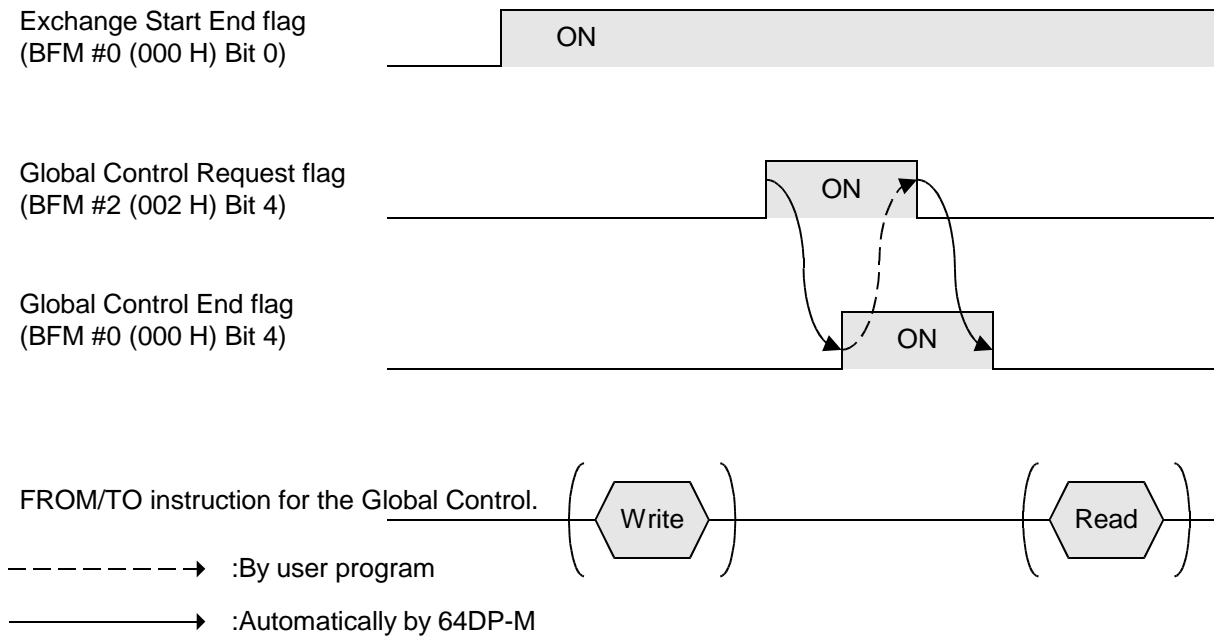 Exchange Start End flag
(BFM #0 (000 H) Bit 0)
ON
Global Control Request flag
(BFM #2 (002 H) Bit 4)
ON
Global Control End flag
(BFM #0 (000 H) Bit 4)
ON
FROM/TO instruction for the Global Control.
Write
Read
:By user program
:Automatically by 64DP-M